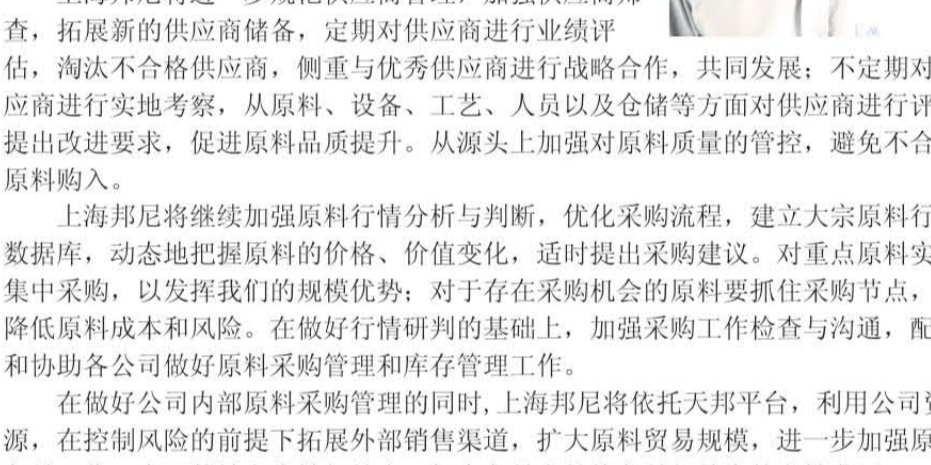 查，拓展新的供应商储备，定期对供应商进行业绩评
估，淘汰不合格供应商，侧重与优秀供应商进行战略合作，共同发展；不定期对
应商进行实地考察，从原料、设备、工艺、人员以及仓储等方面对供应商进行评
提出改进要求，促进原料品质提升。从源头上加强对原料质量的管控，避免不合
原料购入。
上海邦尼将继续加强原料行情分析与判断，优化采购流程，建立大宗原料行
数据库，动态地把握原料的价格、价值变化，适时提出采购建议。对重点原料实
集中采购，以发挥我们的规模优势；对于存在采购机会的原料要抓住采购节点，
降低原料成本和风险。在做好行情研判的基础上，加强采购工作检查与沟通，配
和协助各公司做好原料采购管理和库存管理工作。
在做好公司内部原料采购管理的同时,上海邦尼将依托天邦平台，利用公司资
源，在控制风险的前提下拓展外部销售渠道，扩大原料贸易规模，进一步加强原